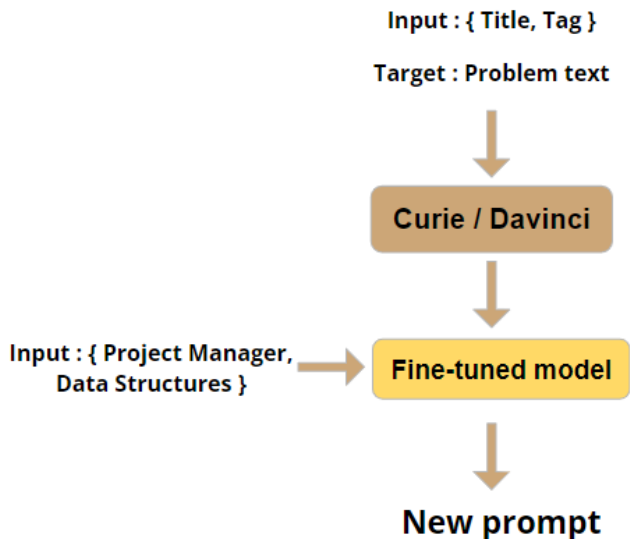 Input : { Title, Tag }
Target : Problem text
Curie / Davinci
Input : { Project Manager,
Data Structures }
Fine-tuned model
New prompt